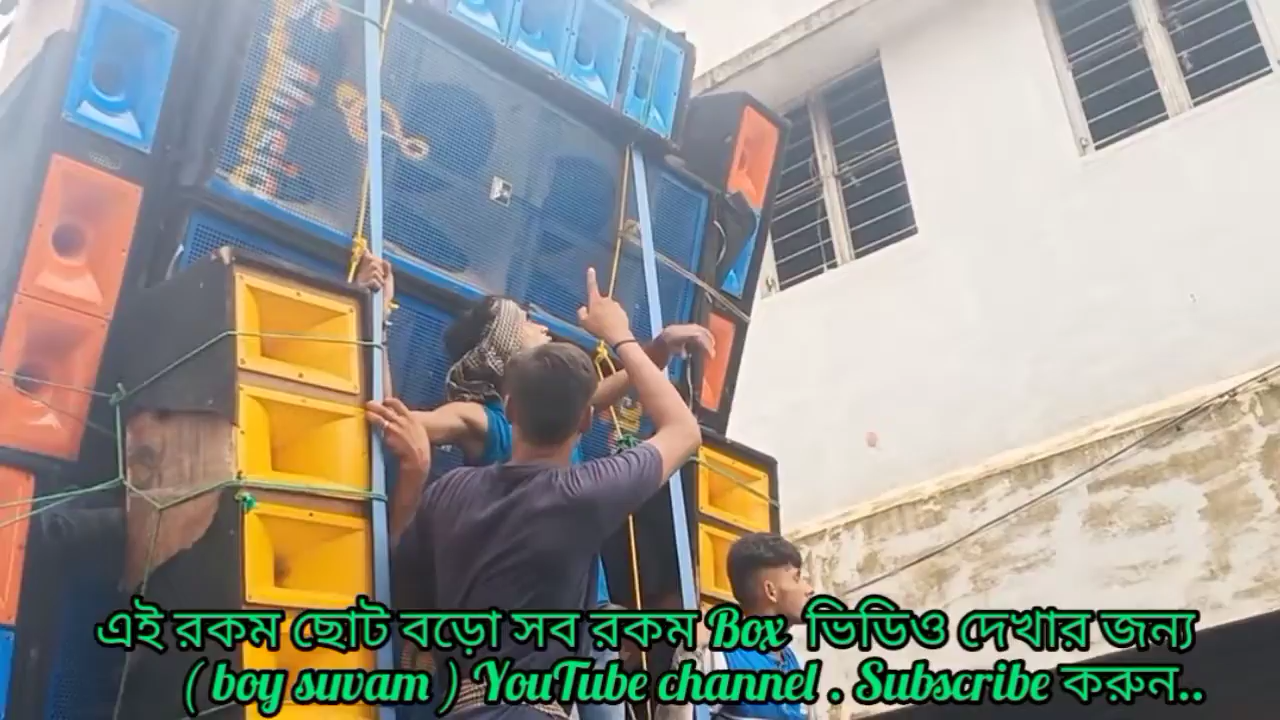 এই রকম ছোট বড়ো সব রকম Box ভিডিও দেখার জন্য
( boy suvam ) YouTube channel . Subscribe করুন..